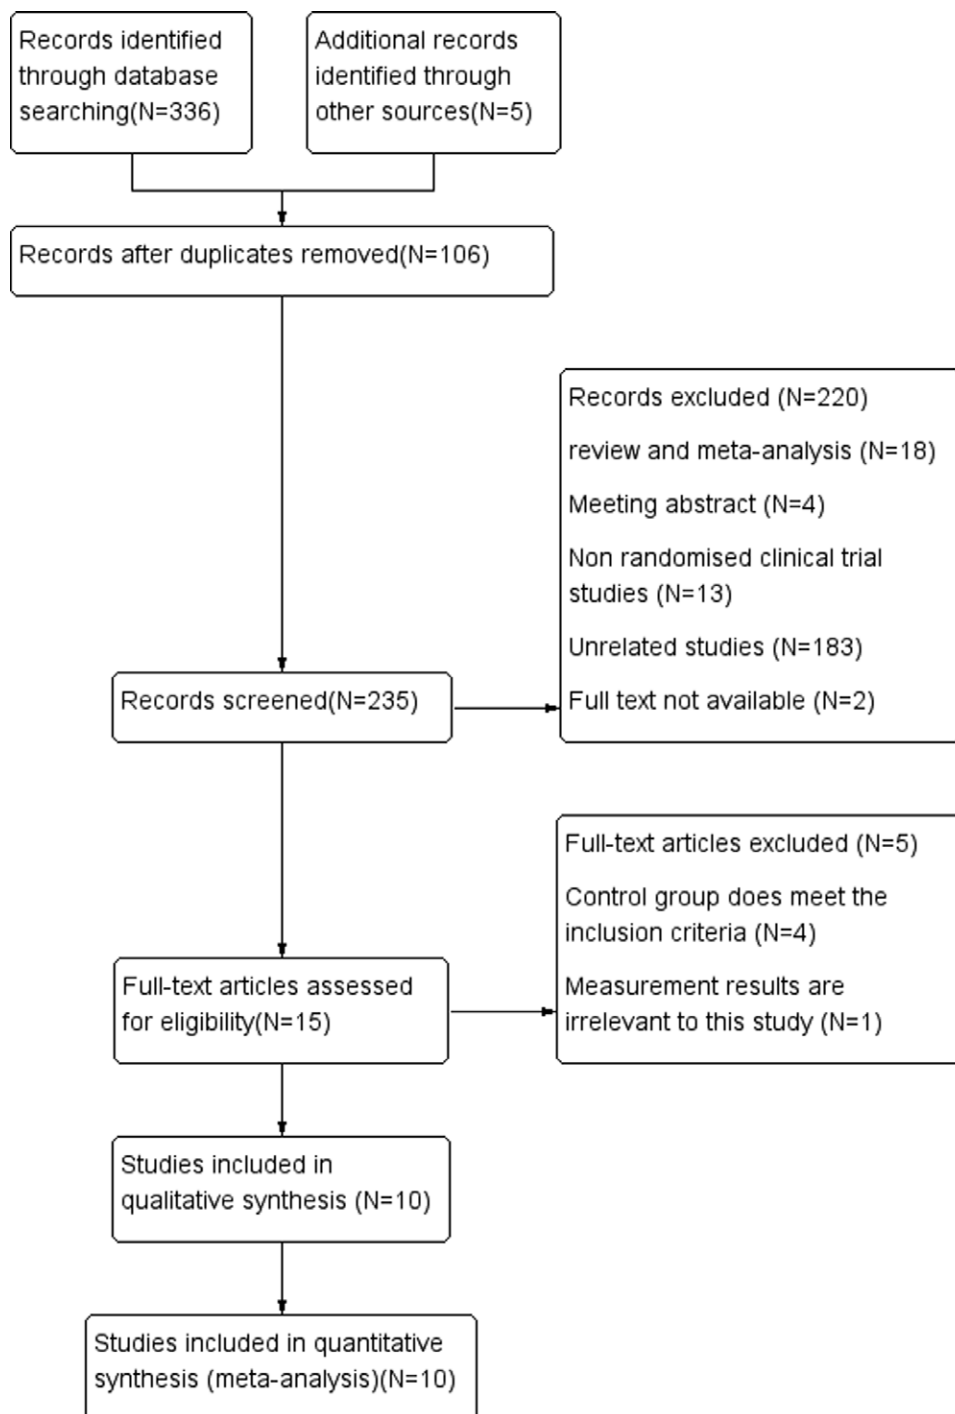 Records identified
through database
searching(N=336)
Additional records
identified through
other sources(N=5)
Records after duplicates removed(N=106)
Records excluded (N=220)
review and meta-analysis (N=18)
Meeting abstract (N=4)
Non randomised clinical trial
studies (N=13)
Unrelated studies (N=183)
Full text not available (N=2)
Records screened(N=235)
Full-text articles excluded (N=5)
Control group does meet the
inclusion criteria (N=4)
Measurement results are
irrelevant to this study (N=1)
Full-text articles assessed
for eligibility(N=15)
Studies included in
qualitative synthesis (N=10)
Studies included in quantitative
synthesis (meta-analysis)(N=10)